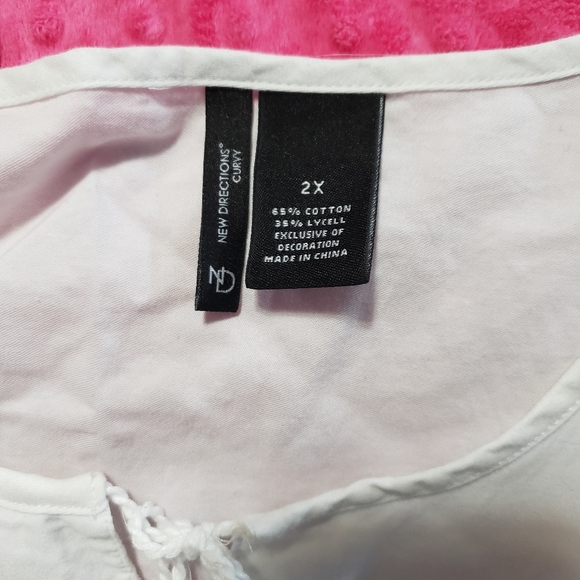 NEW DIRECTIONS®
CURVY
ND
2X
65% COTTON
35% LYCELL
EXCLUSIVE OF
DECORATION
MADE IN CHINA